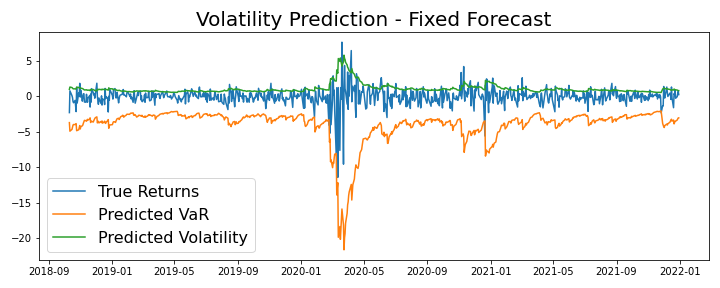 Volatility Prediction - Fixed Forecast
5
0
−5
−10
−15
−20
True Returns
Predicted VaR
Predicted Volatility
2018-09 2019-01 2019-05 2019-09 2020-01 2020-05 2020-09 2021-01 2021-05 2021-09 2022-01